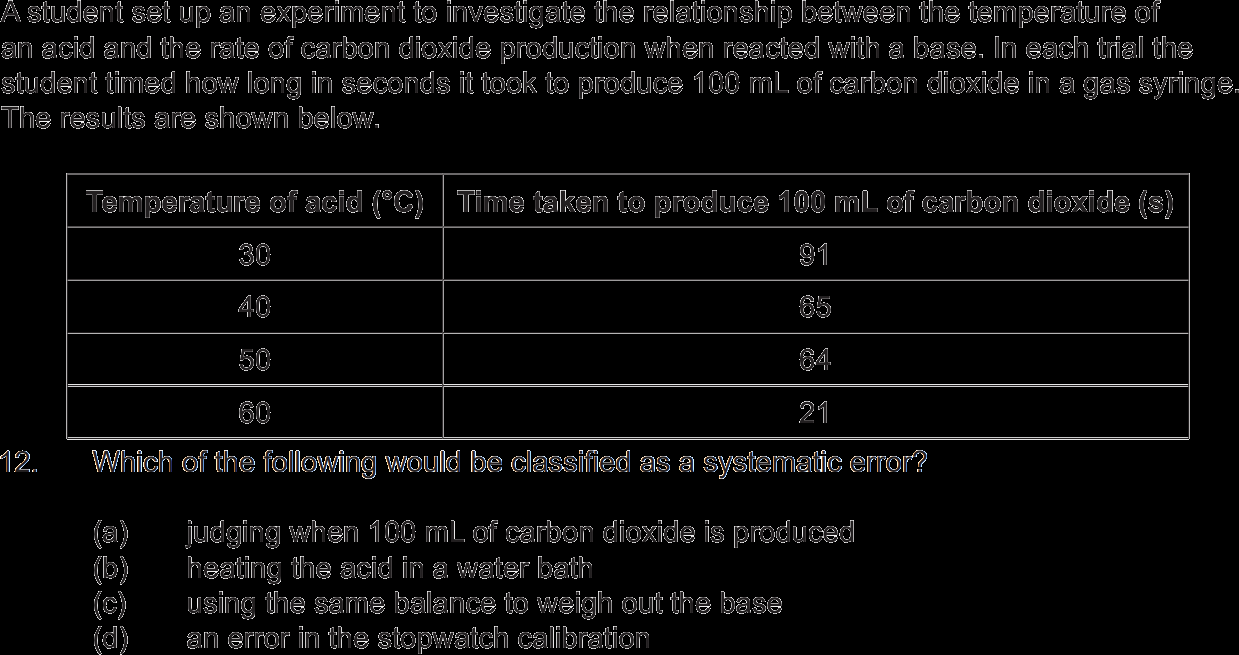 A student set up an experiment to investigate the relationship between the temperature of
an acid and the rate of carbon dioxide production when reacted with a base. In each trial the
student timed how long in seconds it took to produce 100 mL of carbon dioxide in a gas syringe.
The results are shown below.
Temperature of acid (°C) Time taken to produce 100 mL of carbon dioxide (s)
30 91
40 65
50 64
60 21
12. Which of the following would be classified as a systematic error?
(a) judging when 100 mL of carbon dioxide is produced
(b) heating the acid in a water bath
(c) using the same balance to weigh out the base
(d) an error in the stopwatch calibration